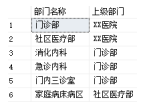 部门名称 上级部门
1 门诊部 XX医院
2 社区医疗部 XX医院
3 消化内科 门诊部
4 急诊内科 门诊部
5 门内三诊室 门诊部
6 家庭病床病区 社区医疗部